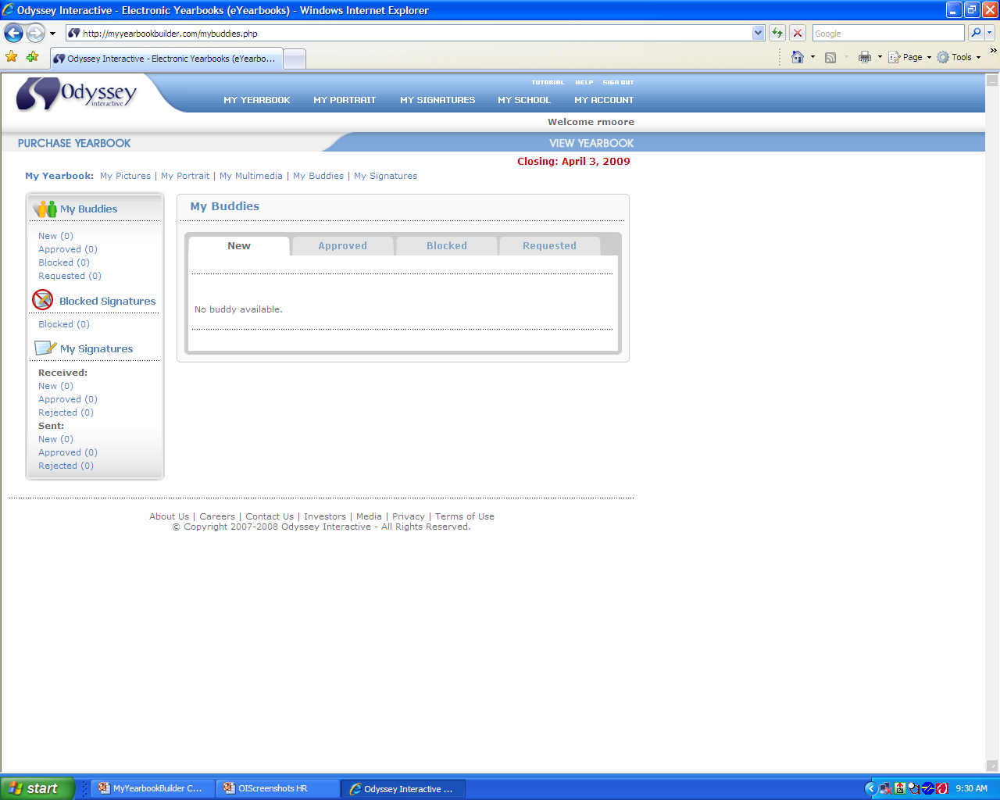 Odyssey Interactive - Electronic Yearbooks (eYearbooks) - Windows Internet Explorer
http://myyearbookbuilder.com/mybuddies.php
Google
Odyssey Interactive - Electronic Yearbooks (eYearbo...
Page
Tools
»
Odyssey
interactive
TUTORIAL HELP SIGN OUT
MY YEARBOOK MY PORTRAIT MY SIGNATURES MY SCHOOL MY ACCOUNT
Welcome rmoore
PURCHASE YEARBOOK
VIEW YEARBOOK
Closing: April 3, 2009
My Yearbook: My Pictures | My Portrait | My Multimedia | My Buddies | My Signatures
My Buddies
New (0)
Approved (0)
Blocked (0)
Requested (0)
Blocked Signatures
Blocked (0)
My Signatures
Received:
New (0)
Approved (0)
Rejected (0)
Sent:
New (0)
Approved (0)
Rejected (0)
My Buddies
New Approved Blocked Requested
No buddy available.
About Us | Careers | Contact Us | Investors | Media | Privacy | Terms of Use
© Copyright 2007-2008 Odyssey Interactive - All Rights Reserved.
start
MyYearbookBuilder C...
OIScreenshots HR
Odyssey Interactive ...
9:30 AM